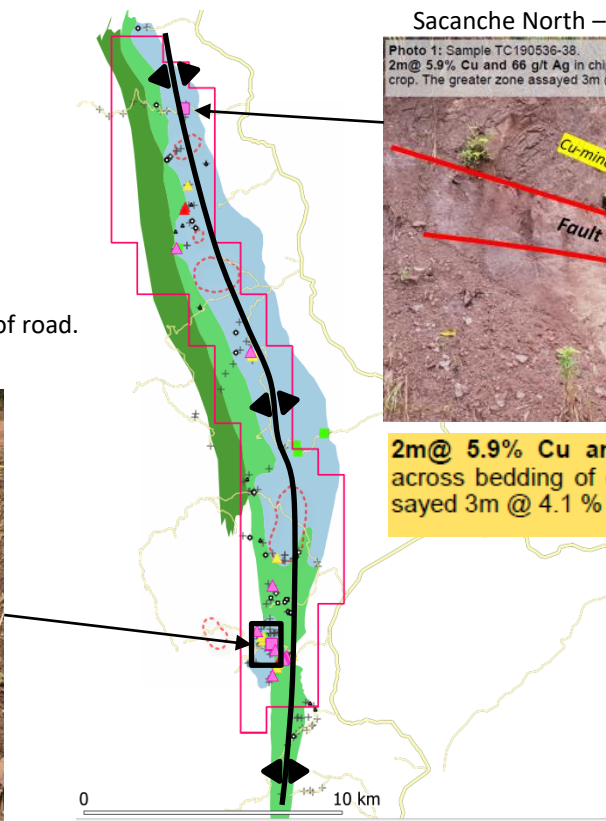 Sacanche North –
Photo 1: Sample TC190536-38.
2m@ 5.9% Cu and 66 g/t Ag in chi
crop. The greater zone assayed 3m
Cu-mine
Fault
of road.
2m@ 5.9% Cu an
across bedding of
sayed 3m @ 4.1 %
0 10 km